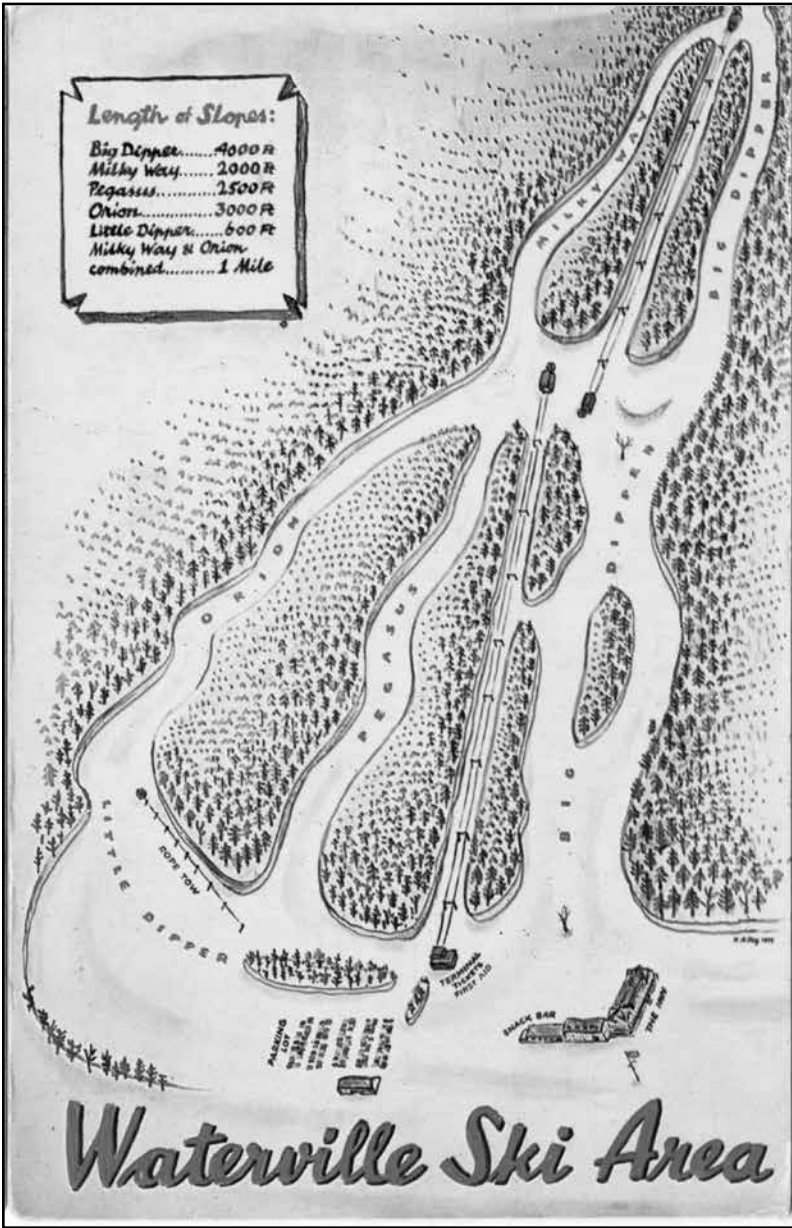 Length of Slopes:
Big Dipper......4000 Ft
Milky Way.....2000 Ft
Pegasus.........2500 Ft
Orion.............3000 Ft
Little Dipper.....600 Ft
Milky Way & Orion
combined..........1 Mile
MILKY WAY
BIG DIPPER
ORION
PEGASUS
BIG DIPPER
LITTLE DIPPER
ROPE TOW
TERMINAL
TICKETS
FIRST AID
PARKING
LOT
SNACK BAR
THE INN
Waterville Ski Area